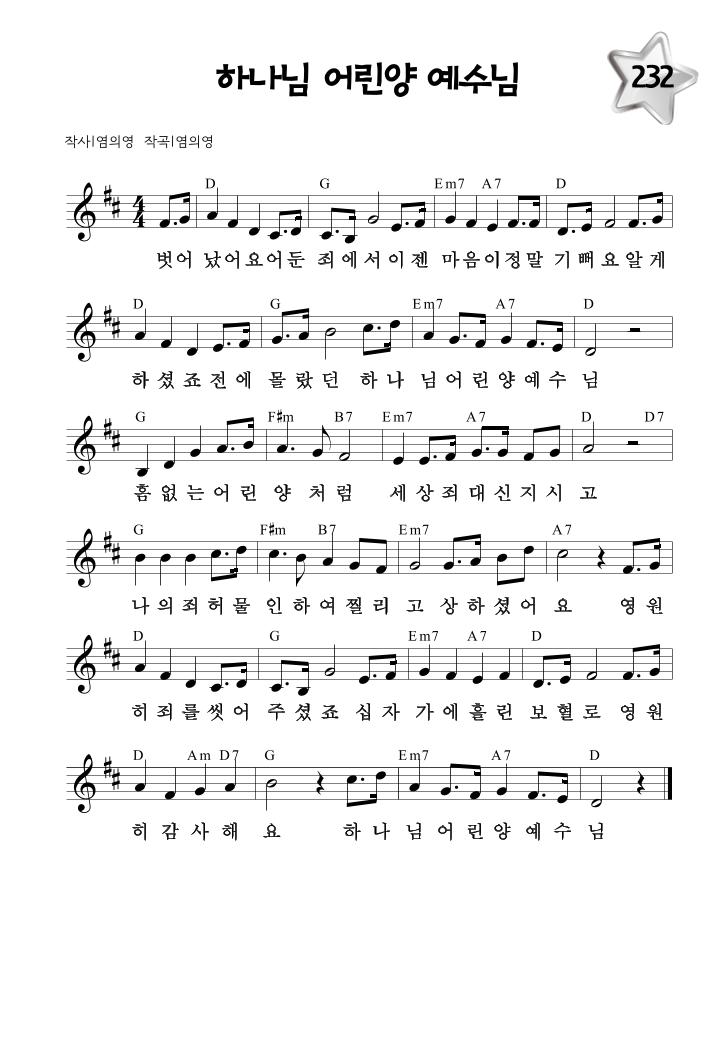 하나님 어린양 예수님
232
작사|염의영 작곡|염의영
D G Em7 A7 D
4
4
벗어 났어요어둔 죄에서이젠 마음이정말 기뻐요알게
D G Em7 A7 D
하셨죠전에 몰랐던 하나 님어린양예수 님
G F#m B7 Em7 A7 D D7
흠없는어린 양처럼 세상죄대신지시 고
G F#m B7 Em7 A7
나의죄허물 인하여찔리 고상하셨어 요 영원
D G Em7 A7 D
히죄를씻어 주셨죠십자 가에흘린 보혈로영원
D Am D7 G Em7 A7 D
히감사해 요 하나 님어린양예수 님